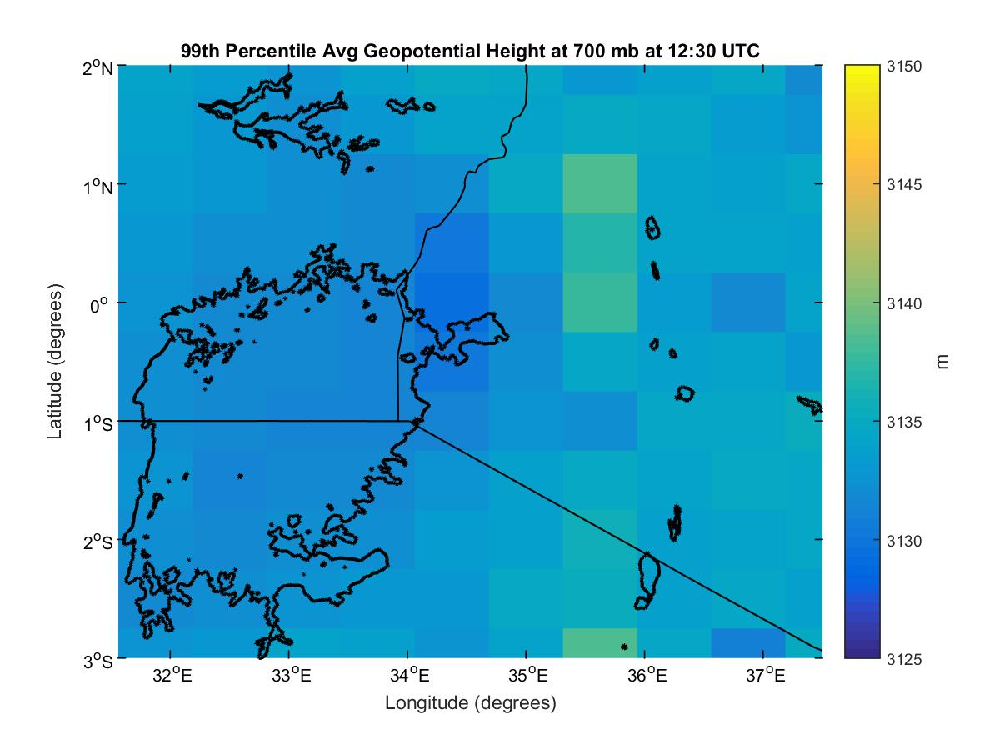 99th Percentile Avg Geopotential Height at 700 mb at 12:30 UTC
2°N
1°N
0°
1°S
2°S
3°S
Latitude (degrees)
32°E 33°E 34°E 35°E 36°E 37°E
Longitude (degrees)
3150
3145
3140
3135
3130
3125
m